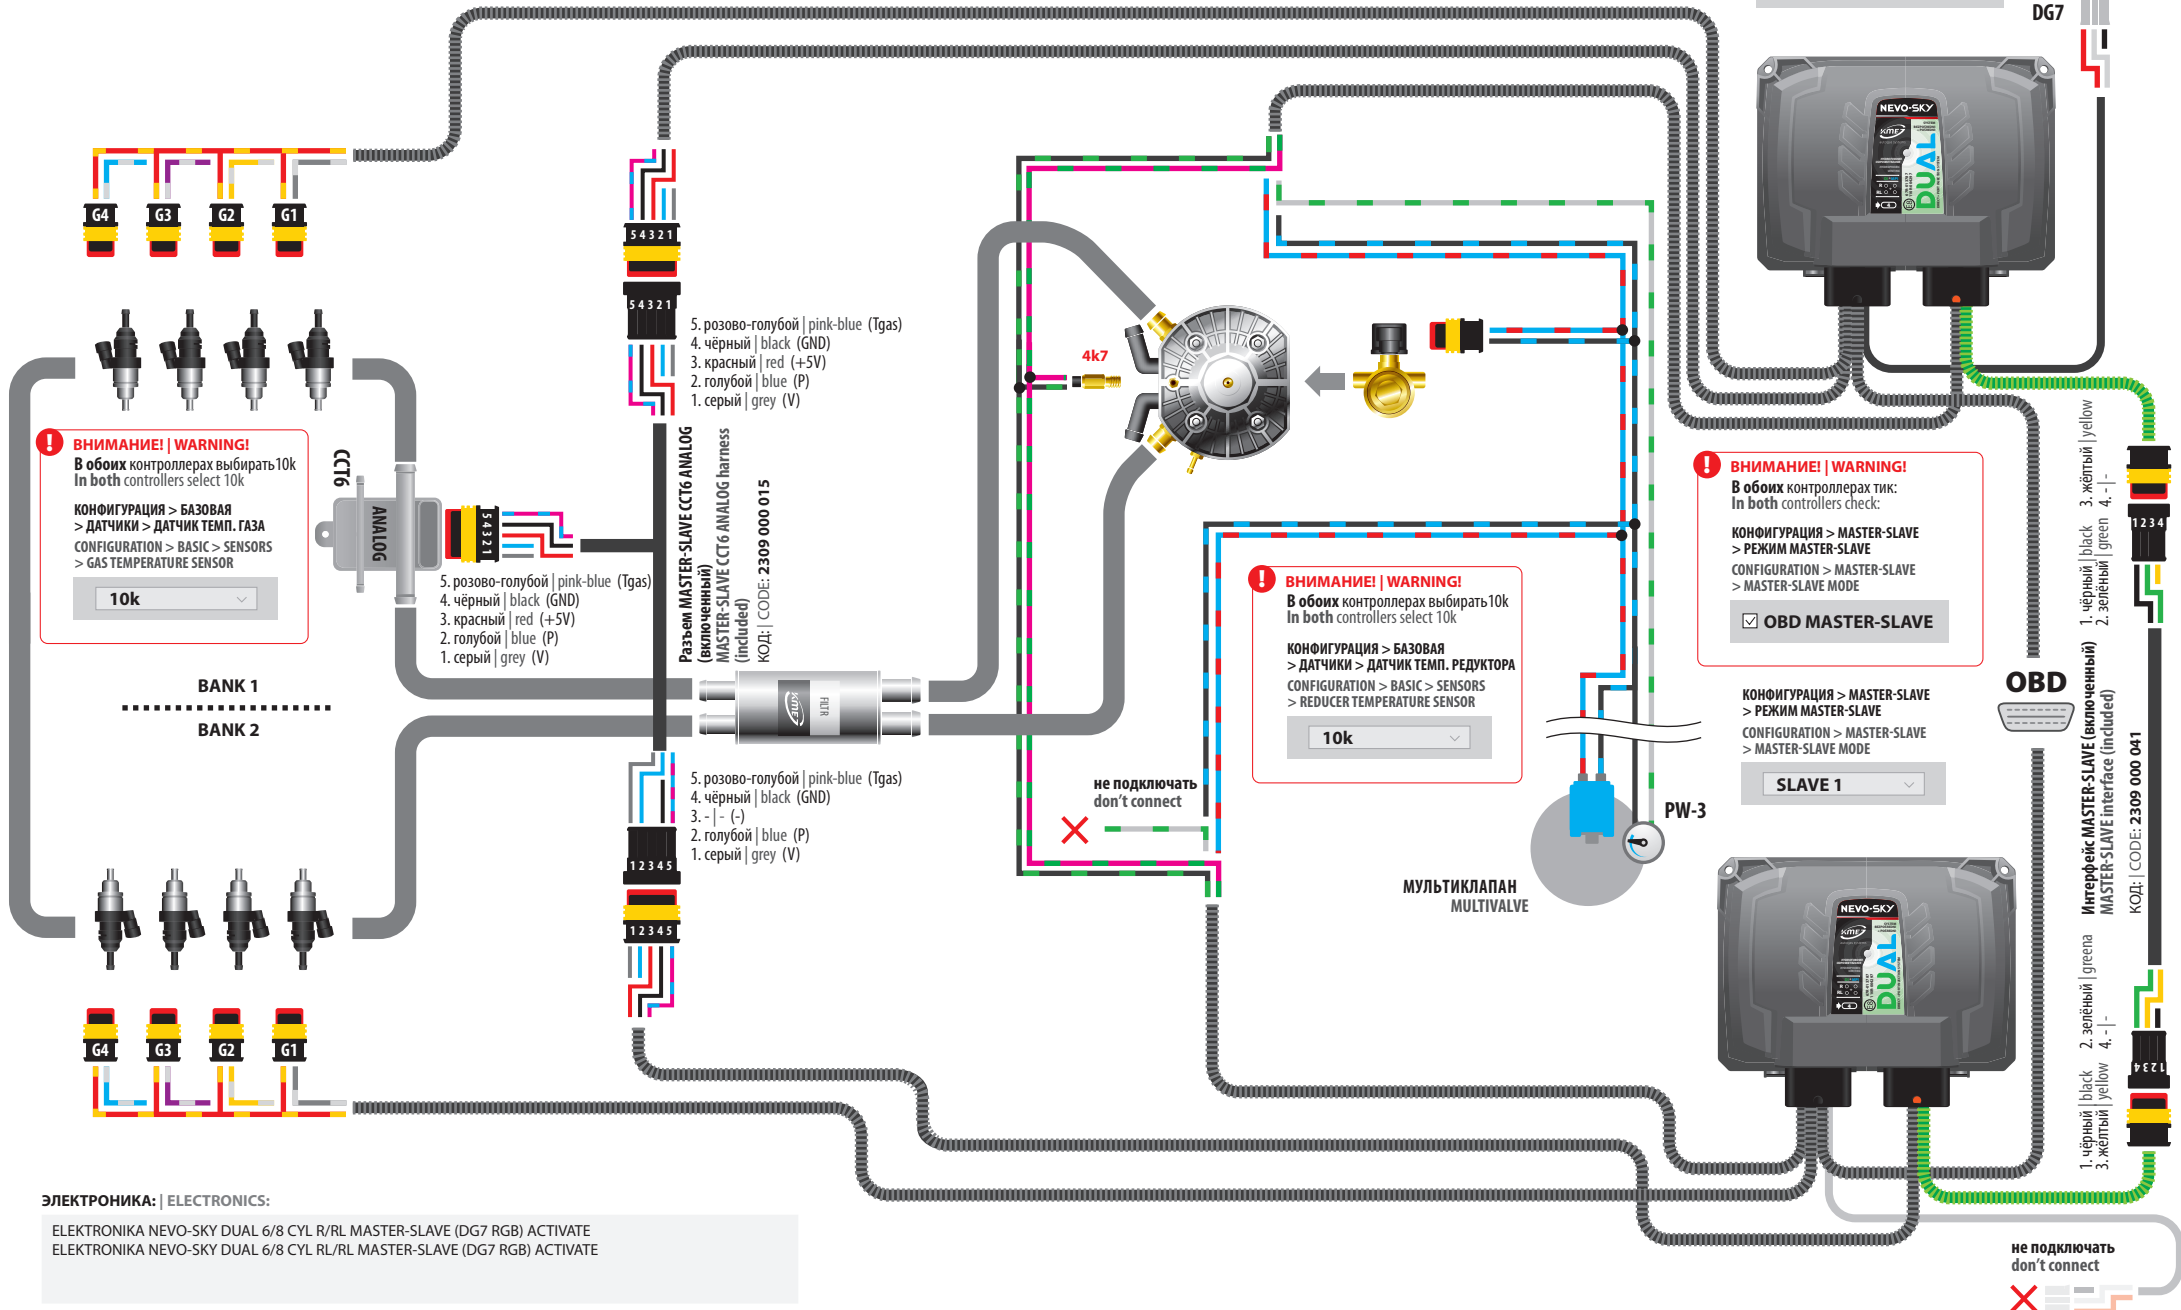 DG7
NEVO-SKY
KME
DUAL
G4 G3 G2 G1
5 4 3 2 1
5 4 3 2 1
5. розово-голубой | pink-blue (Tgas)
4. чёрный | black (GND)
3. красный | red (+5V)
2. голубой | blue (P)
1. серый | grey (V)
4k7
! ВНИМАНИЕ! | WARNING!
В обоих контроллерах выбирать10k
In both controllers select 10k
КОНФИГУРАЦИЯ > БАЗОВАЯ
> ДАТЧИКИ > ДАТЧИК ТЕМП. ГАЗА
CONFIGURATION > BASIC > SENSORS
> GAS TEMPERATURE SENSOR
10k
CCT6
ANALOG
5 4 3 2 1
5. розово-голубой | pink-blue (Tgas)
4. чёрный | black (GND)
3. красный | red (+5V)
2. голубой | blue (P)
1. серый | grey (V)
Разъем MASTER-SLAVE CCT6 ANALOG
(включенный)
MASTER-SLAVE CCT6 ANALOG harness
(included)
КОД: | CODE: 2309 000 015
BANK 1
BANK 2
KME
FILTR
! ВНИМАНИЕ! | WARNING!
В обоих контроллерах тик:
In both controllers check:
КОНФИГУРАЦИЯ > MASTER-SLAVE
> РЕЖИМ MASTER-SLAVE
CONFIGURATION > MASTER-SLAVE
> MASTER-SLAVE MODE
OBD MASTER-SLAVE
КОНФИГУРАЦИЯ > MASTER-SLAVE
> РЕЖИМ MASTER-SLAVE
CONFIGURATION > MASTER-SLAVE
> MASTER-SLAVE MODE
SLAVE 1
! ВНИМАНИЕ! | WARNING!
В обоих контроллерах выбирать10k
In both controllers select 10k
КОНФИГУРАЦИЯ > БАЗОВАЯ
> ДАТЧИКИ > ДАТЧИК ТЕМП. РЕДУКТОРА
CONFIGURATION > BASIC > SENSORS
> REDUCER TEMPERATURE SENSOR
10k
OBD
1. чёрный | black 3. жёлтый | yellow
2. зелёный | green 4. - | -
1 2 3 4
Интерфейс MASTER-SLAVE (включенный)
MASTER-SLAVE interface (included)
КОД: | CODE: 2309 000 041
1. чёрный | black 2. зелёный | greena
3. жёлтый | yellow 4. - | -
1 2 3 4
5. розово-голубой | pink-blue (Tgas)
4. чёрный | black (GND)
3. - | - (-)
2. голубой | blue (P)
1. серый | grey (V)
1 2 3 4 5
1 2 3 4 5
не подключать
don't connect
PW-3
МУЛЬТИКЛАПАН
MULTIVALVE
NEVO-SKY
KME
DUAL
G4 G3 G2 G1
ЭЛЕКТРОНИКА: | ELECTRONICS:
ELEKTRONIKA NEVO-SKY DUAL 6/8 CYL R/RL MASTER-SLAVE (DG7 RGB) ACTIVATE
ELEKTRONIKA NEVO-SKY DUAL 6/8 CYL RL/RL MASTER-SLAVE (DG7 RGB) ACTIVATE
не подключать
don't connect